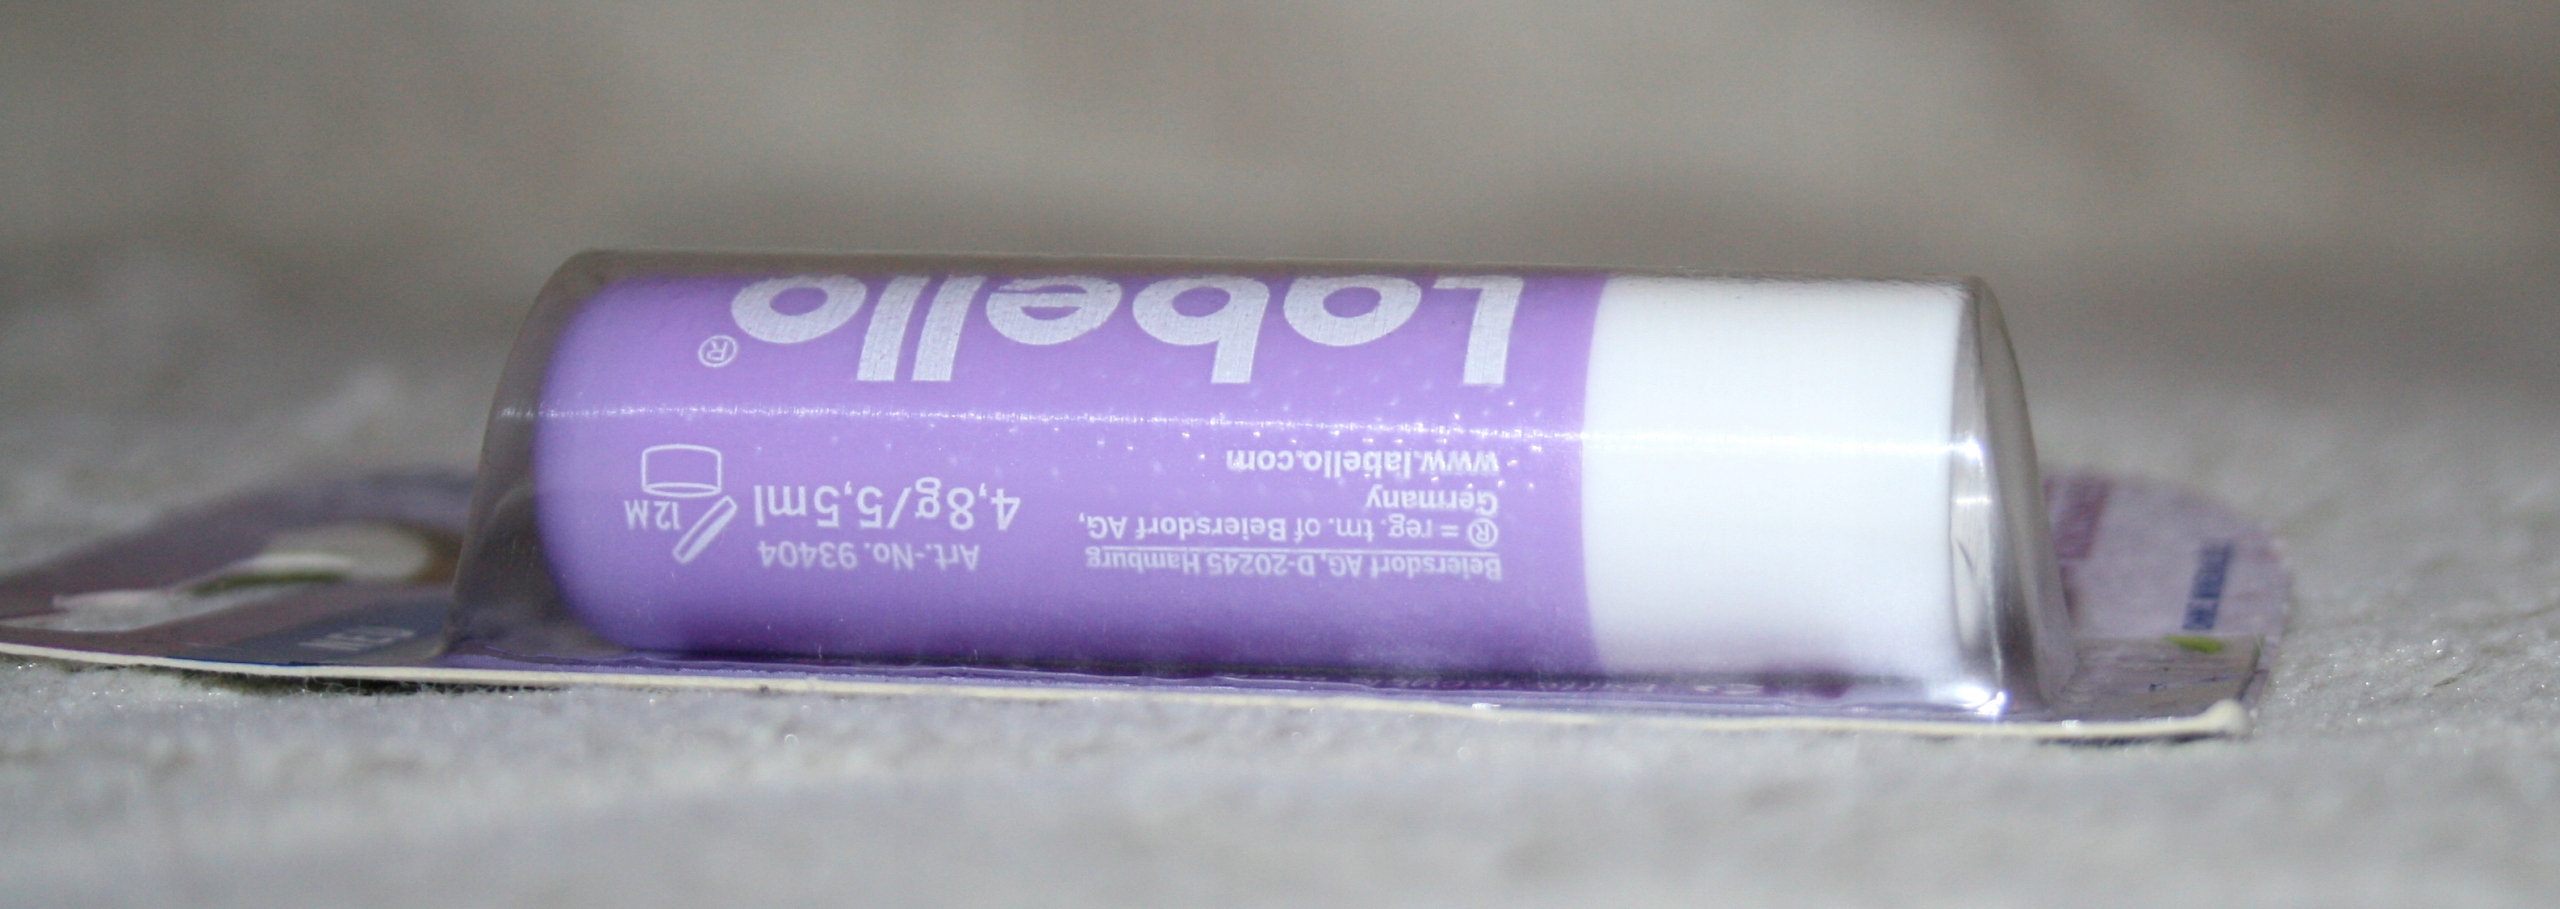 Beiersdorf AG, D-20245 Hamburg
® = reg. tm. of Beiersdorf AG,
Germany
www.labello.com
Art.-No. 93404
4,8g/5,5ml
12M
Labello®